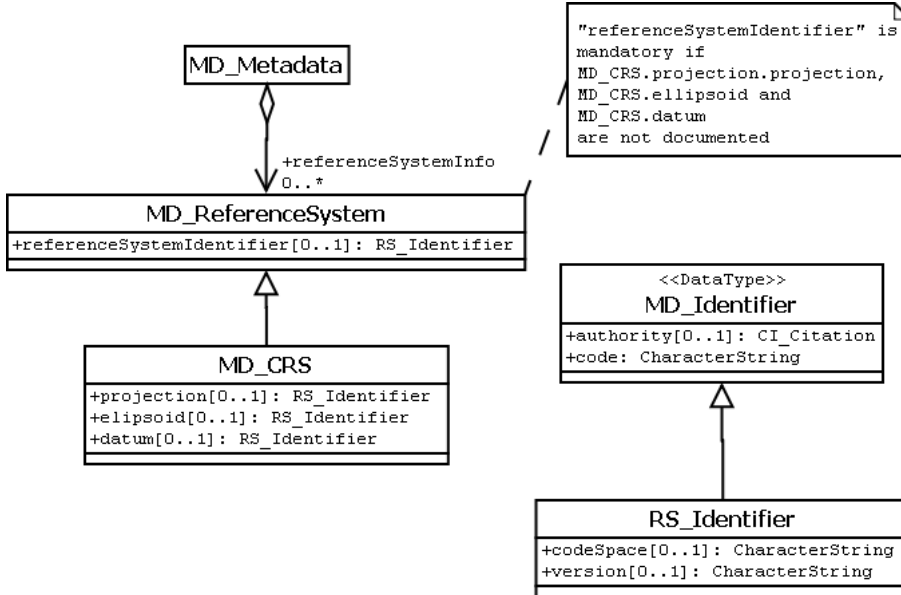 MD_Metadata
"referenceSystemIdentifier" is
mandatory if
MD_CRS.projection.projection,
MD_CRS.ellipsoid and
MD_CRS.datum
are not documented
+referenceSystemInfo
0..*
MD_ReferenceSystem
+referenceSystemIdentifier[0..1]: RS_Identifier
MD_CRS
+projection[0..1]: RS_Identifier
+elipsoid[0..1]: RS_Identifier
+datum[0..1]: RS_Identifier
<<DataType>>
MD_Identifier
+authority[0..1]: CI_Citation
+code: CharacterString
RS_Identifier
+codeSpace[0..1]: CharacterString
+version[0..1]: CharacterString